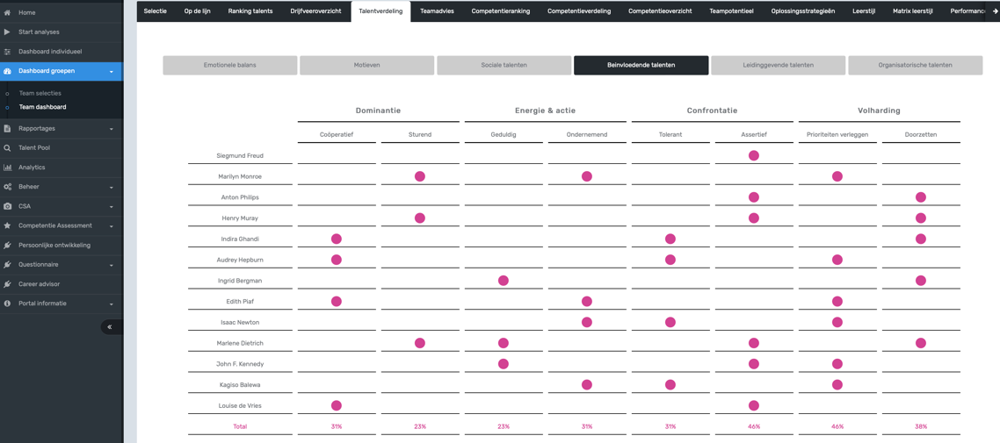 Home
Start analyses
Dashboard individueel
Dashboard groepen
Team selecties
Team dashboard
Rapportages
Talent Pool
Analytics
Beheer
CSA
Competentie Assessment
Persoonlijke ontwikkeling
Questionnaire
Career advisor
Portal informatie
Selectie Op de lijn Ranking talents Drijfveeroverzicht Talentverdeling Teamadvies Competentieranking Competentieverdeling Competentieoverzicht Teampotentieel Oplossingsstrategieën Leerstijl Matrix leerstijl Performanc
Emotionele balans Motieven Sociale talenten Beinvloedende talenten Leidinggevende talenten Organisatorische talenten
Dominantie Energie & actie Confrontatie Volharding
Coöperatief Sturend Geduldig Ondernemend Tolerant Assertief Prioriteiten verleggen Doorzetten
Siegmund Freud
Marilyn Monroe
Anton Philips
Henry Muray
Indira Ghandi
Audrey Hepburn
Ingrid Bergman
Edith Piaf
Isaac Newton
Marlene Dietrich
John F. Kennedy
Kagiso Balewa
Louise de Vries
Total 31% 23% 23% 31% 31% 46% 46% 38%